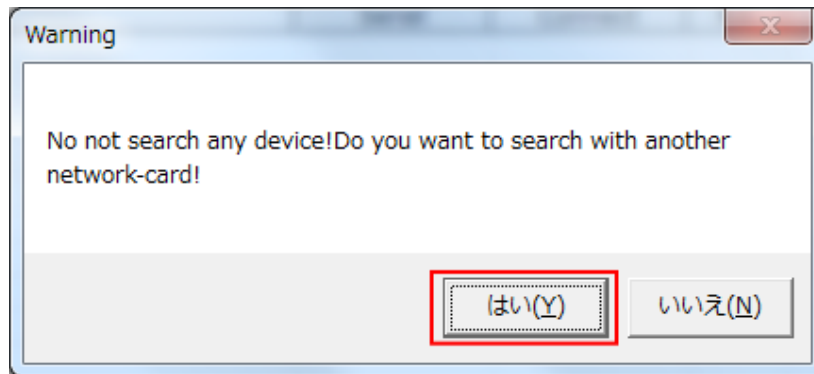 Warning
No not search any device!Do you want to search with another
network-card!
はい(Y)
いいえ(N)